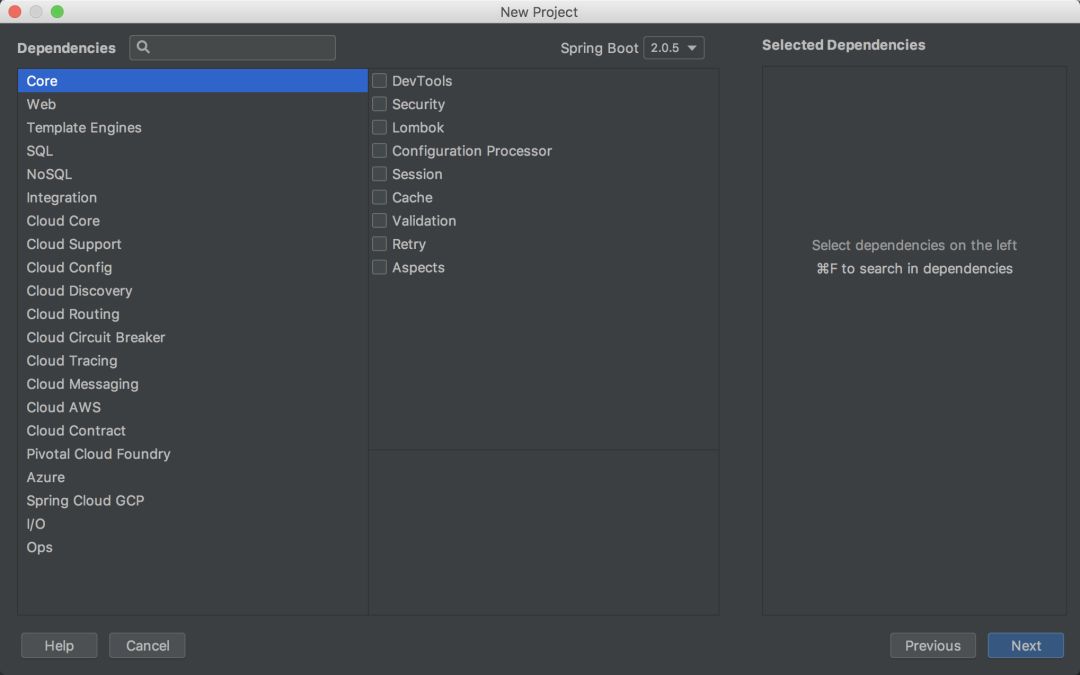 New Project
Dependencies
Spring Boot 2.0.5
Selected Dependencies
Core
Web
Template Engines
SQL
NoSQL
Integration
Cloud Core
Cloud Support
Cloud Config
Cloud Discovery
Cloud Routing
Cloud Circuit Breaker
Cloud Tracing
Cloud Messaging
Cloud AWS
Cloud Contract
Pivotal Cloud Foundry
Azure
Spring Cloud GCP
I/O
Ops
DevTools
Security
Lombok
Configuration Processor
Session
Cache
Validation
Retry
Aspects
Select dependencies on the left
⌘F to search in dependencies
Help
Cancel
Previous
Next